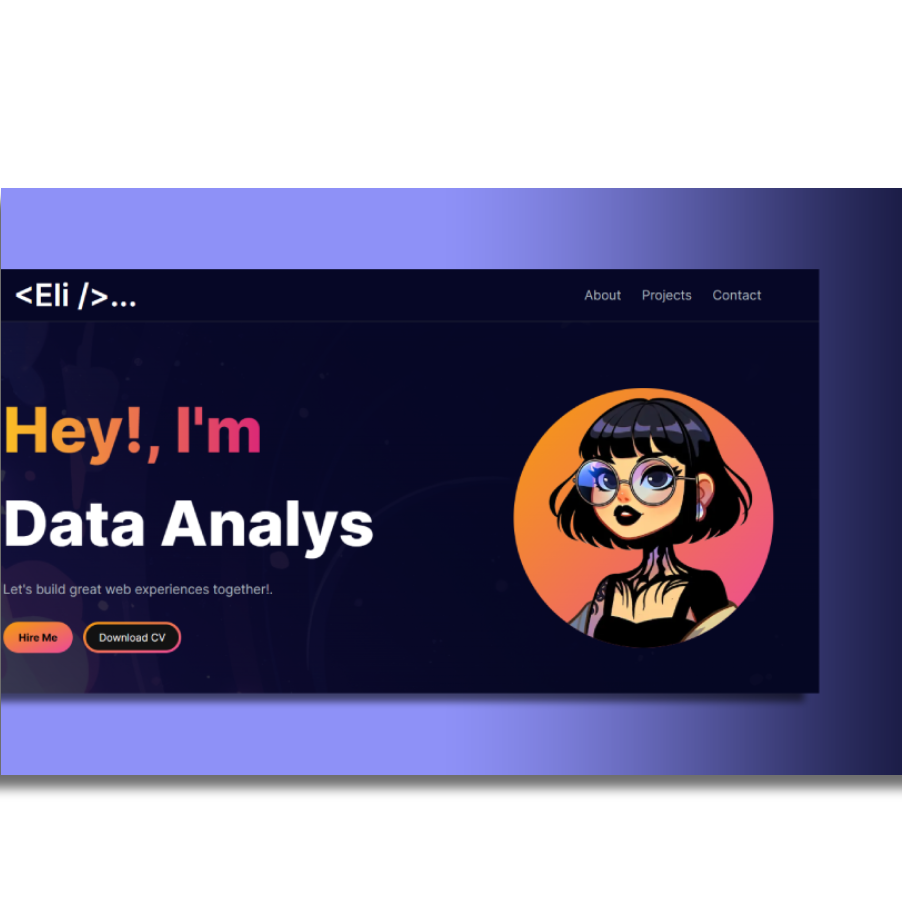 <Eli />...
About Projects Contact
Hey!, I'm
Data Analys
Let's build great web experiences together!.
Hire Me Download CV